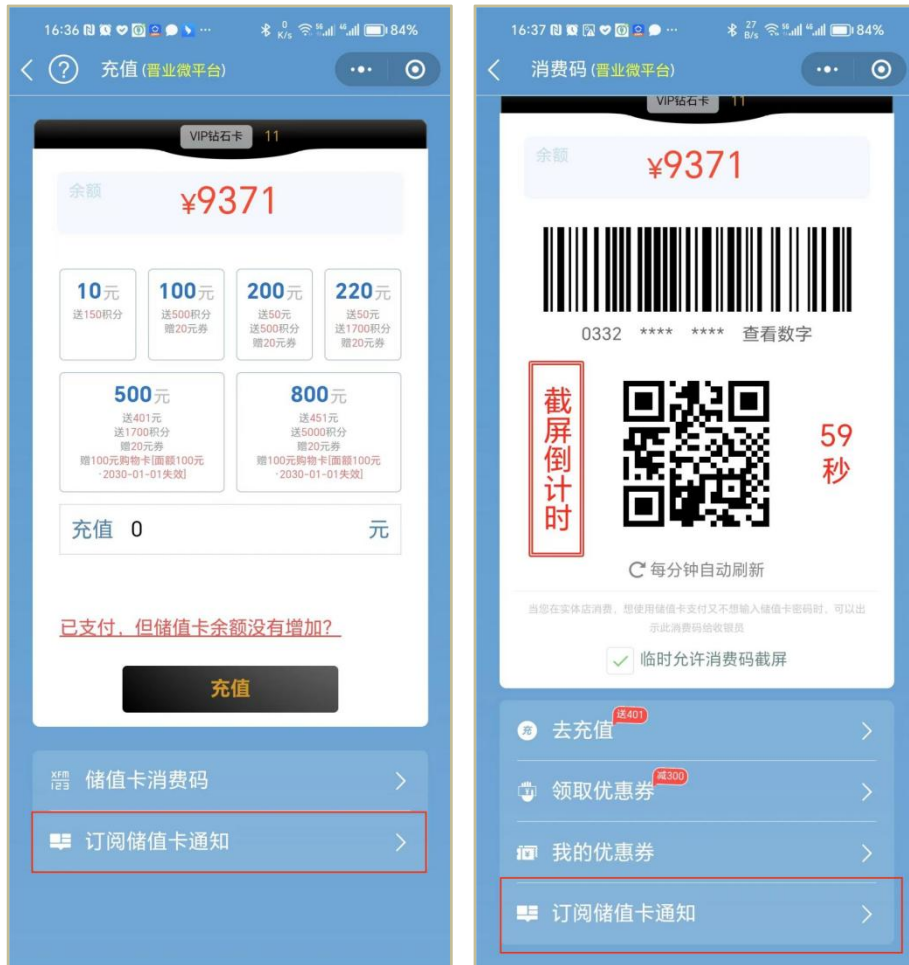 16:36
0
K/s
5G
4G
84%
充值(晋业微平台)
VIP钻石卡 11
余额
¥9371
10元
送150积分
100元
送500积分
赠20元券
200元
送50元
送500积分
赠20元券
220元
送50元
送1700积分
赠20元券
500元
送401元
送1700积分
赠20元券
赠100元购物卡[面额100元
·2030-01-01失效]
800元
送451元
送5000积分
赠20元券
赠100元购物卡[面额100元
·2030-01-01失效]
充值 0 元
已支付，但储值卡余额没有增加?
充值
XFM
123
储值卡消费码
订阅储值卡通知
16:37
27
B/s
5G
4G
84%
消费码(晋业微平台)
VIP钻石卡 11
余额
¥9371
0332 **** **** 查看数字
截屏倒计时
59
秒
每分钟自动刷新
当您在实体店消费，想使用储值卡支付又不想输入储值卡密码时，可以出
示此消费码给收银员
临时允许消费码截屏
充 去充值 送401
领取优惠券 减300
我的优惠券
订阅储值卡通知